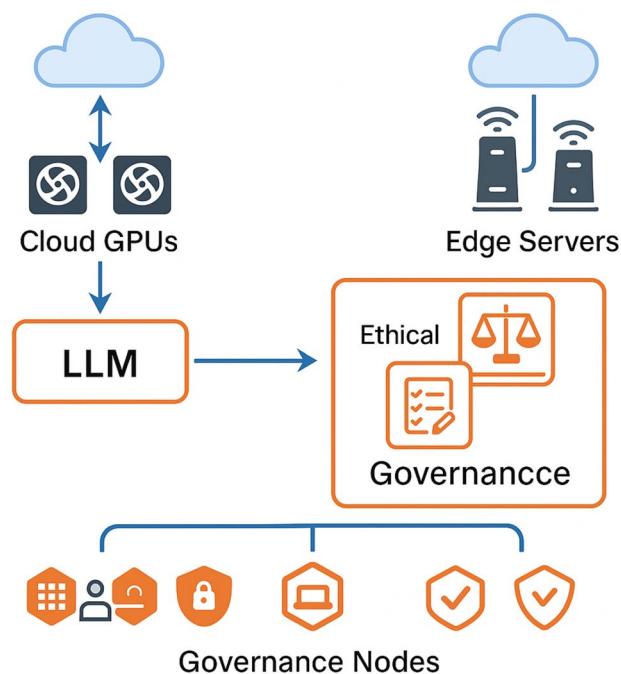 Cloud GPUs
Edge Servers
LLM
Ethical
Governancce
Governance Nodes